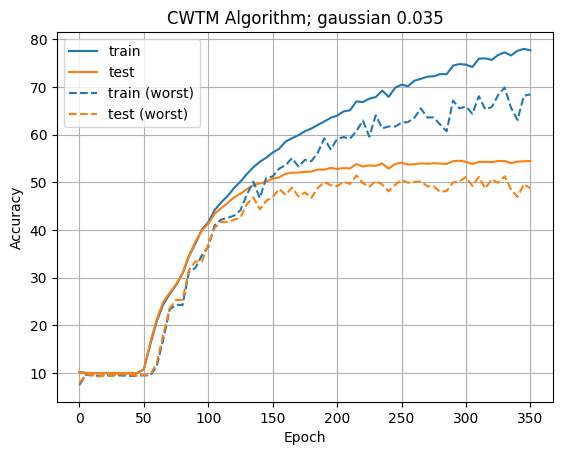 CWTM Algorithm; gaussian 0.035
train
test
train (worst)
test (worst)
80
70
60
50
40
30
20
10
Accuracy
0 50 100 150 200 250 300 350
Epoch